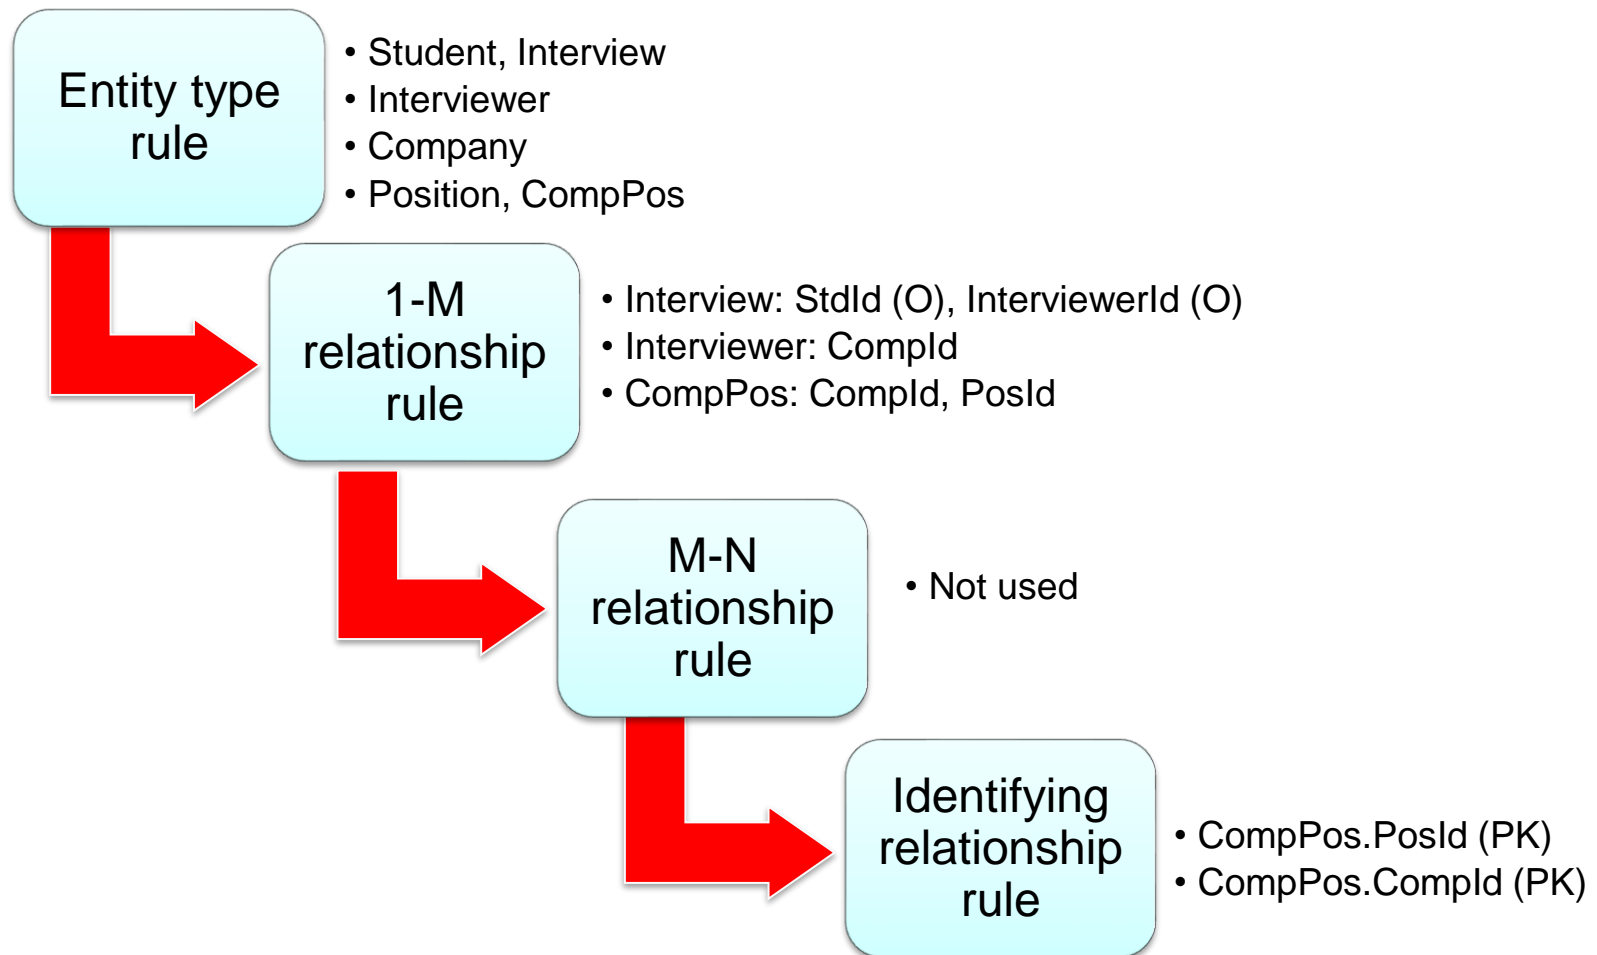 Entity type
rule
• Student, Interview
• Interviewer
• Company
• Position, CompPos
1-M
relationship
rule
• Interview: StdId (O), InterviewerId (O)
• Interviewer: CompId
• CompPos: CompId, PosId
M-N
relationship
rule
• Not used
Identifying
relationship
rule
• CompPos.PosId (PK)
• CompPos.CompId (PK)